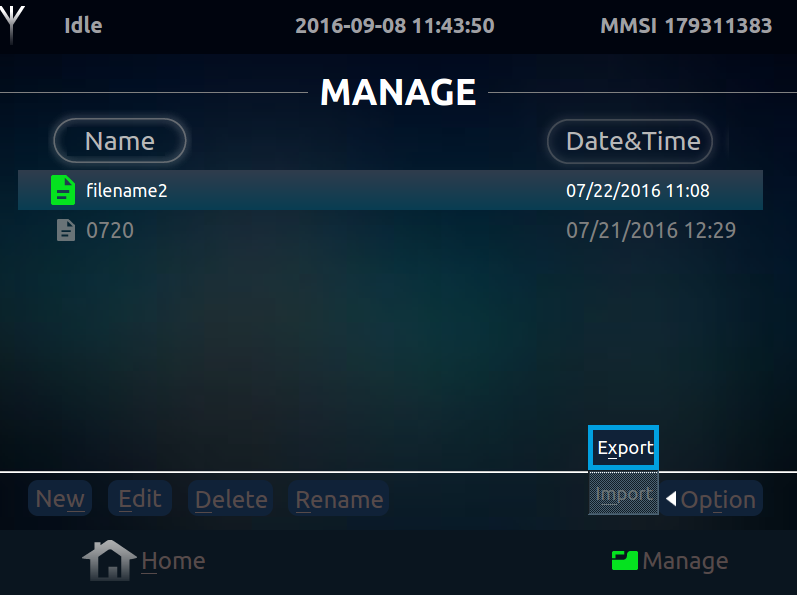 Idle 2016-09-08 11:43:50 MMSI 179311383
MANAGE
Name Date&Time
filename2 07/22/2016 11:08
0720 07/21/2016 12:29
Export
Import
New Edit Delete Rename Option
Home Manage